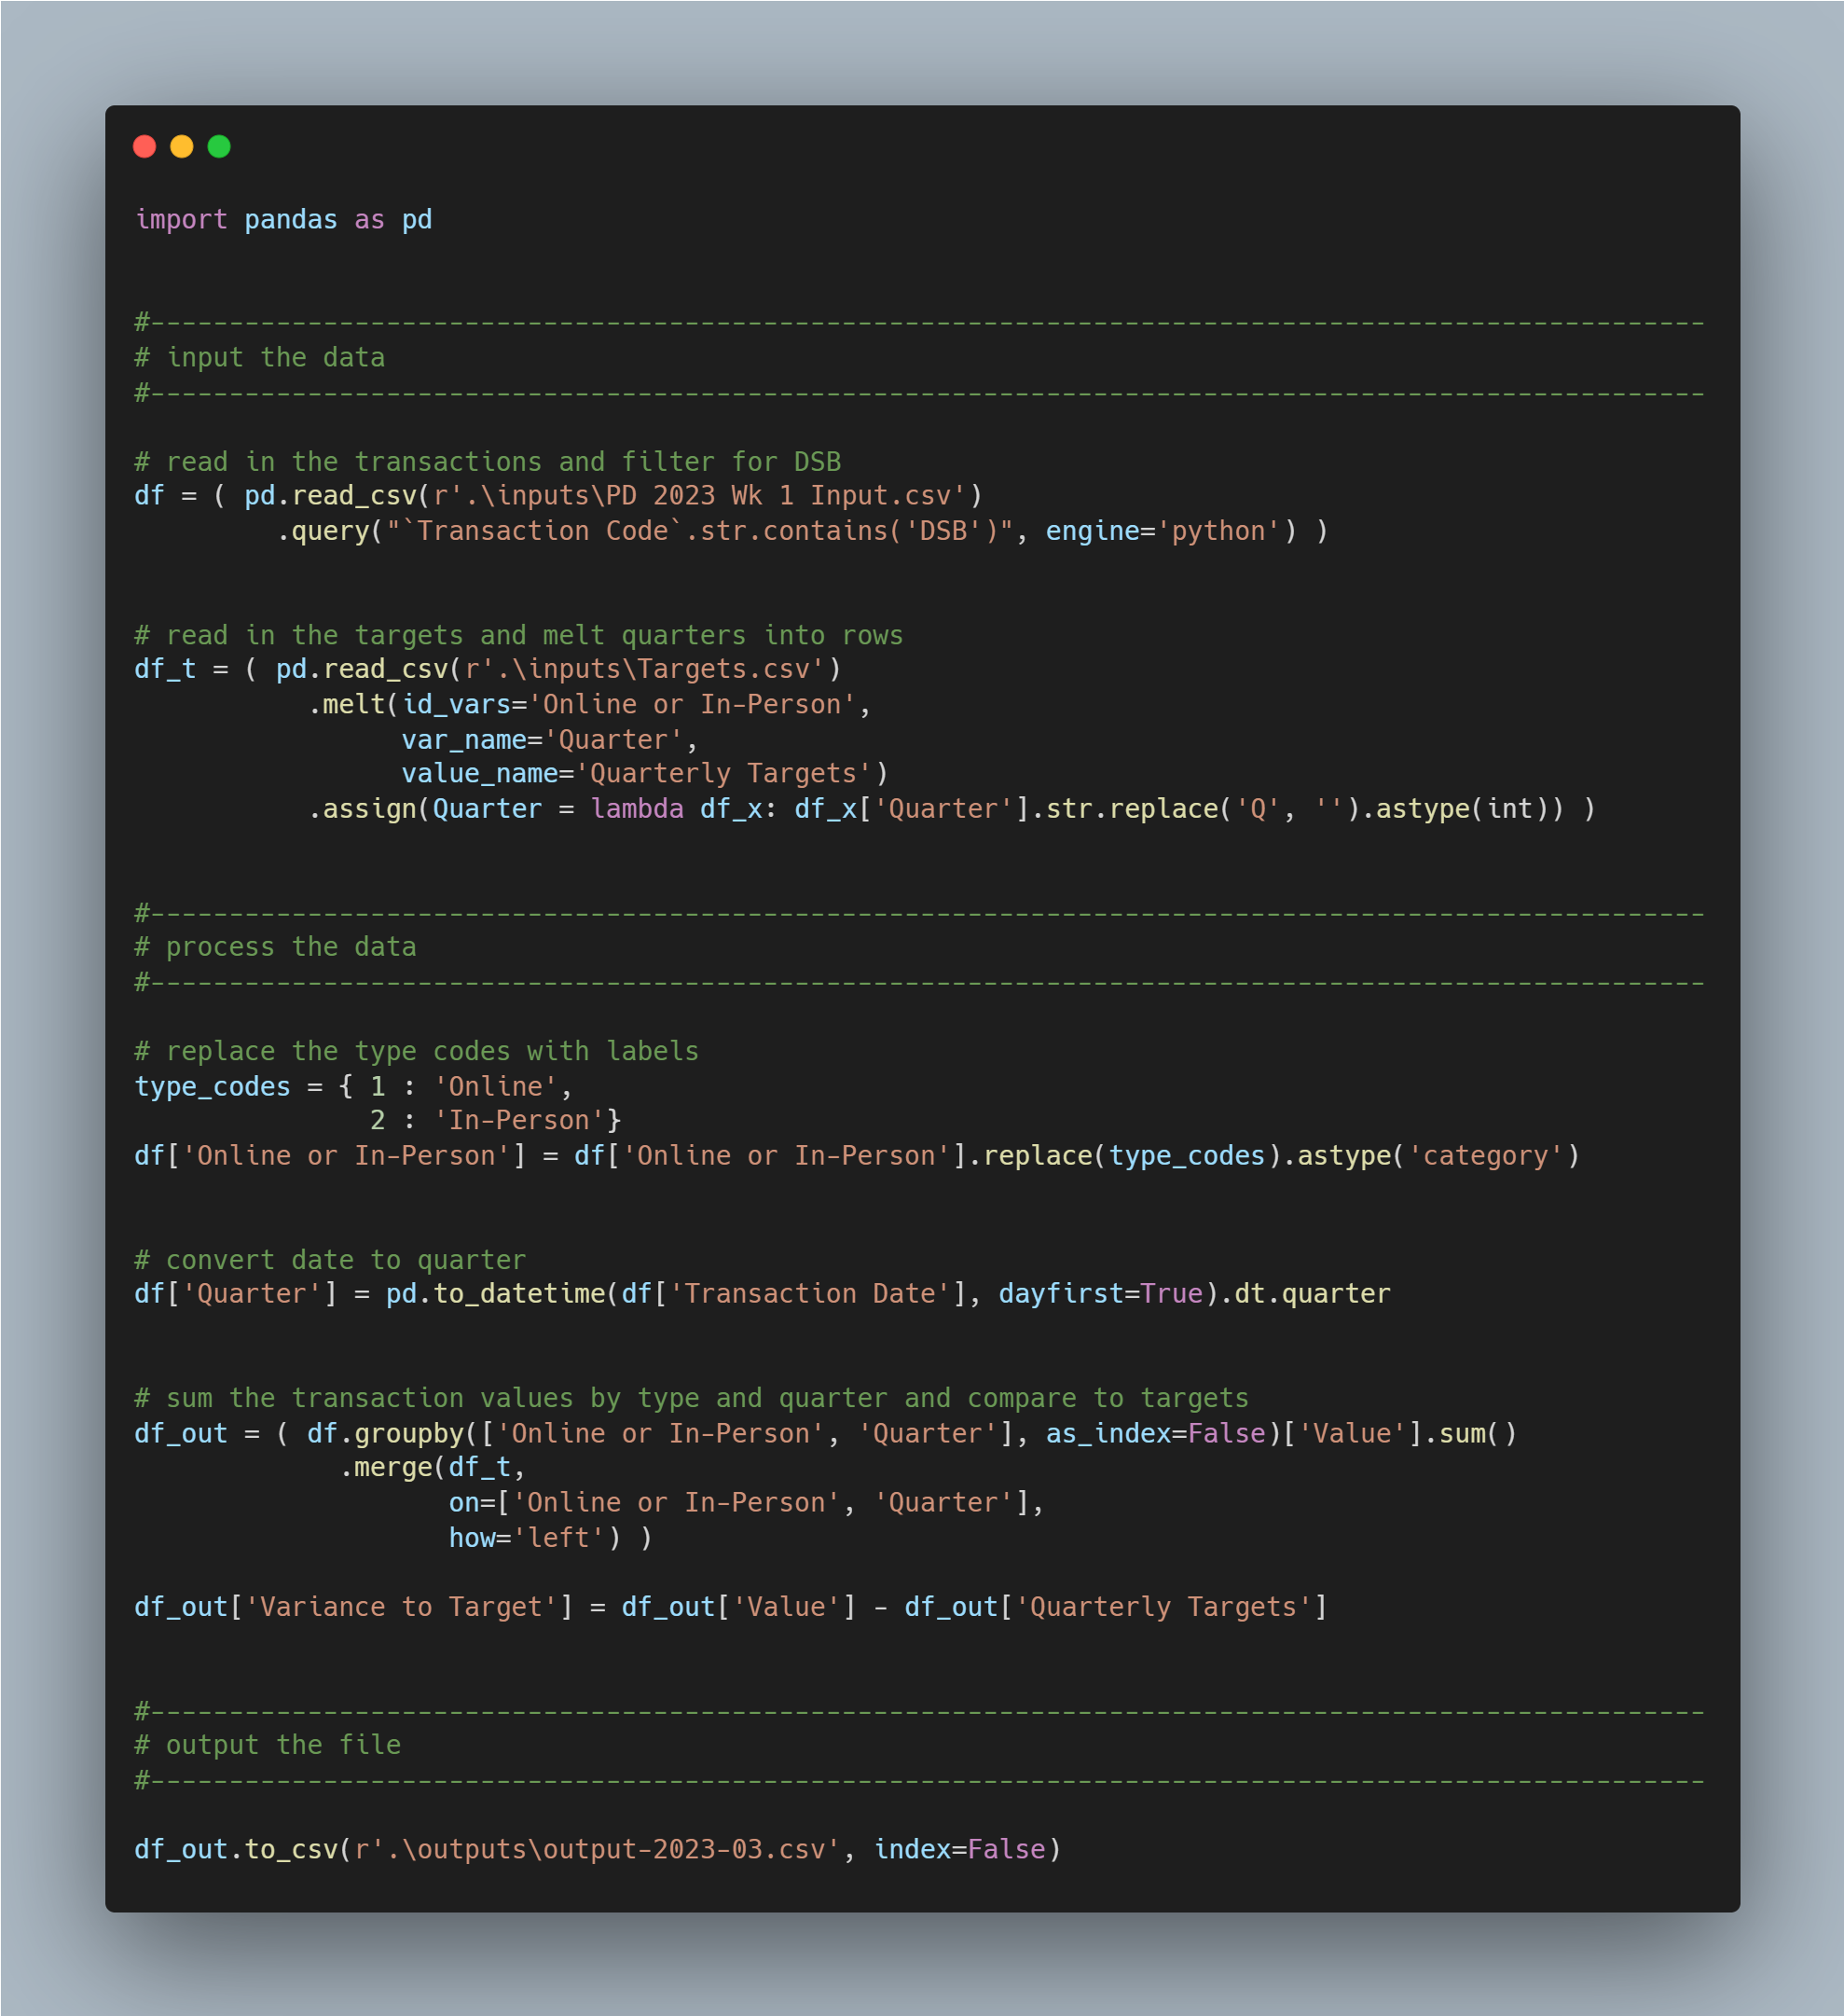 import pandas as pd
#---------------------------------------------------------------------------------------------------
# input the data
#---------------------------------------------------------------------------------------------------
# read in the transactions and filter for DSB
df = ( pd.read_csv(r'.\inputs\PD 2023 Wk 1 Input.csv')
         .query("`Transaction Code`.str.contains('DSB')", engine='python') )
# read in the targets and melt quarters into rows
df_t = ( pd.read_csv(r'.\inputs\Targets.csv')
           .melt(id_vars='Online or In-Person',
                 var_name='Quarter',
                 value_name='Quarterly Targets')
           .assign(Quarter = lambda df_x: df_x['Quarter'].str.replace('Q', '').astype(int)) )
#---------------------------------------------------------------------------------------------------
# process the data
#---------------------------------------------------------------------------------------------------
# replace the type codes with labels
type_codes = { 1 : 'Online',
               2 : 'In-Person'}
df['Online or In-Person'] = df['Online or In-Person'].replace(type_codes).astype('category')
# convert date to quarter
df['Quarter'] = pd.to_datetime(df['Transaction Date'], dayfirst=True).dt.quarter
# sum the transaction values by type and quarter and compare to targets
df_out = ( df.groupby(['Online or In-Person', 'Quarter'], as_index=False)['Value'].sum()
             .merge(df_t,
                    on=['Online or In-Person', 'Quarter'],
                    how='left') )
df_out['Variance to Target'] = df_out['Value'] - df_out['Quarterly Targets']
#---------------------------------------------------------------------------------------------------
# output the file
#---------------------------------------------------------------------------------------------------
df_out.to_csv(r'.\outputs\output-2023-03.csv', index=False)